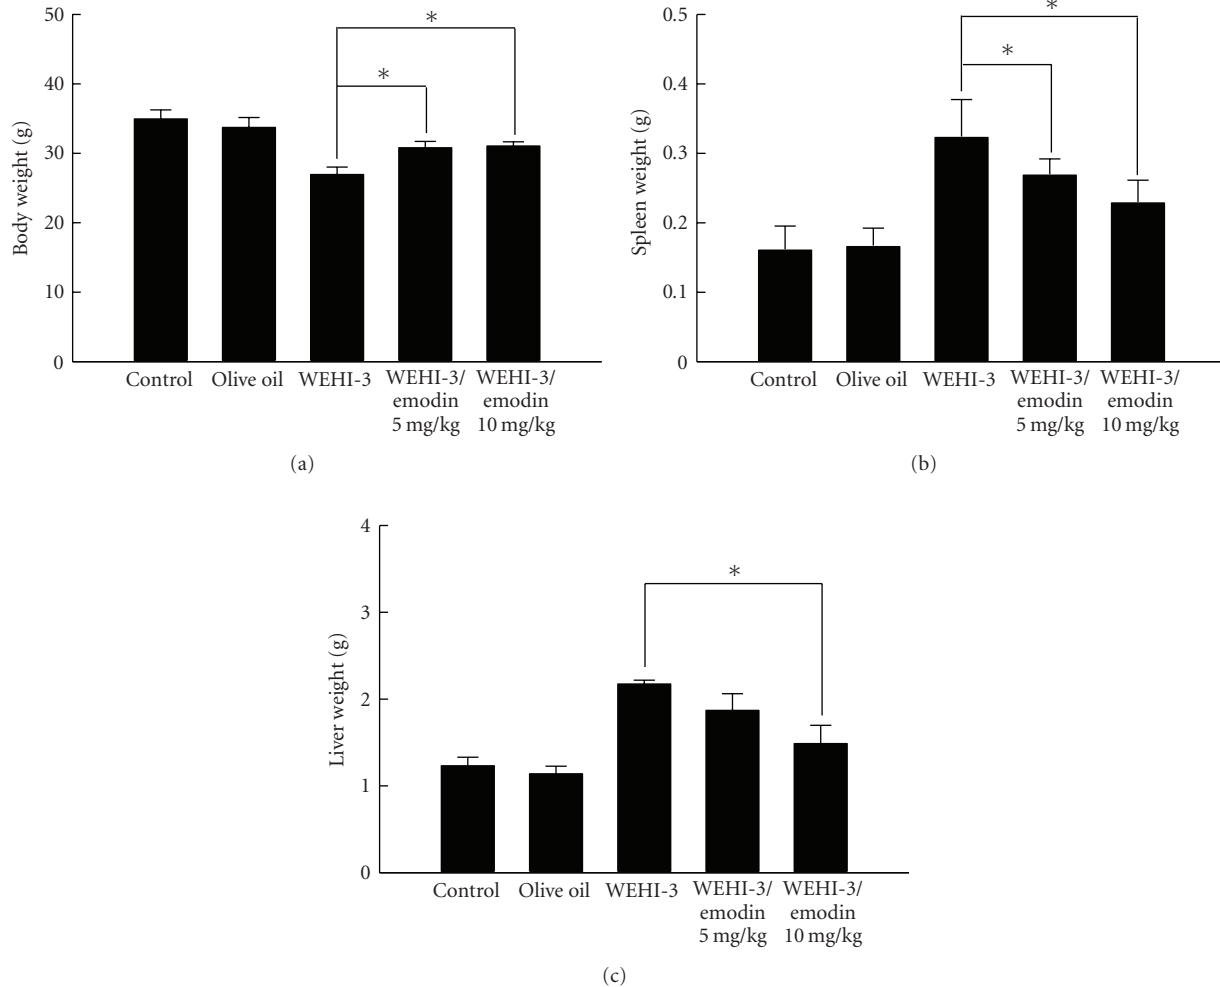 50
40
30
20
10
0
Body weight (g)
*
*
Control
Olive oil
WEHI-3
WEHI-3/
emodin
5 mg/kg
WEHI-3/
emodin
10 mg/kg
(a)
0.5
0.4
0.3
0.2
0.1
0
Spleen weight (g)
*
*
Control
Olive oil
WEHI-3
WEHI-3/
emodin
5 mg/kg
WEHI-3/
emodin
10 mg/kg
(b)
4
3
2
1
0
Liver weight (g)
*
Control
Olive oil
WEHI-3
WEHI-3/
emodin
5 mg/kg
WEHI-3/
emodin
10 mg/kg
(c)